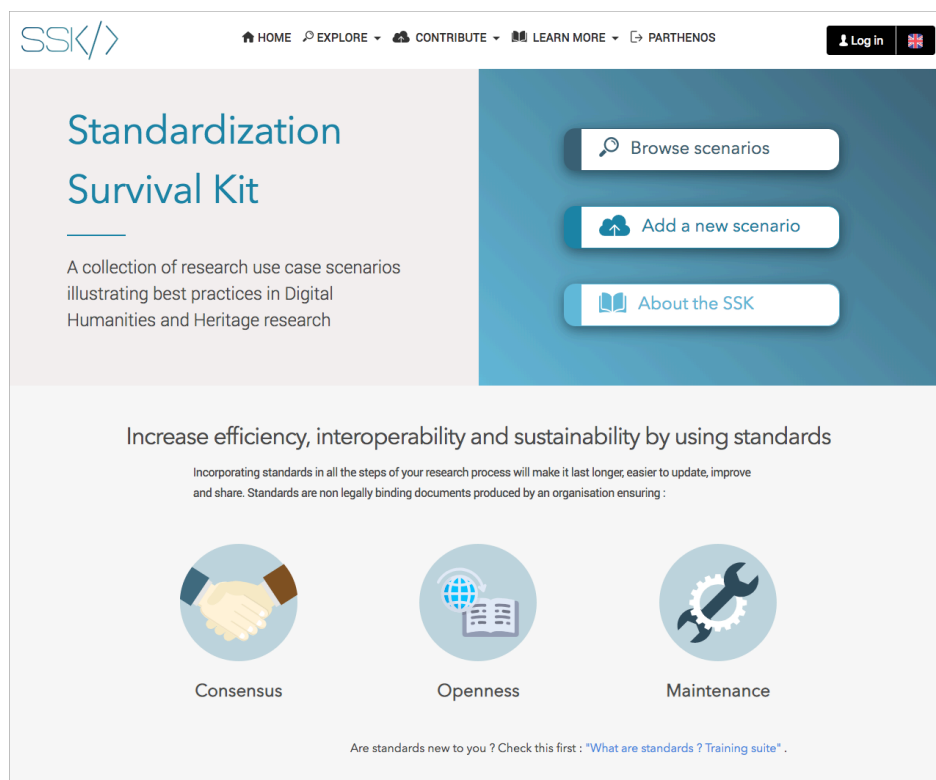 SSK</>
HOME EXPLORE CONTRIBUTE LEARN MORE PARTHENOS
Log in
Standardization
Survival Kit
A collection of research use case scenarios
illustrating best practices in Digital
Humanities and Heritage research
Browse scenarios
Add a new scenario
About the SSK
Increase efficiency, interoperability and sustainability by using standards
Incorporating standards in all the steps of your research process will make it last longer, easier to update, improve
and share. Standards are non legally binding documents produced by an organisation ensuring :
Consensus
Openness
Maintenance
Are standards new to you ? Check this first : "What are standards ? Training suite" .